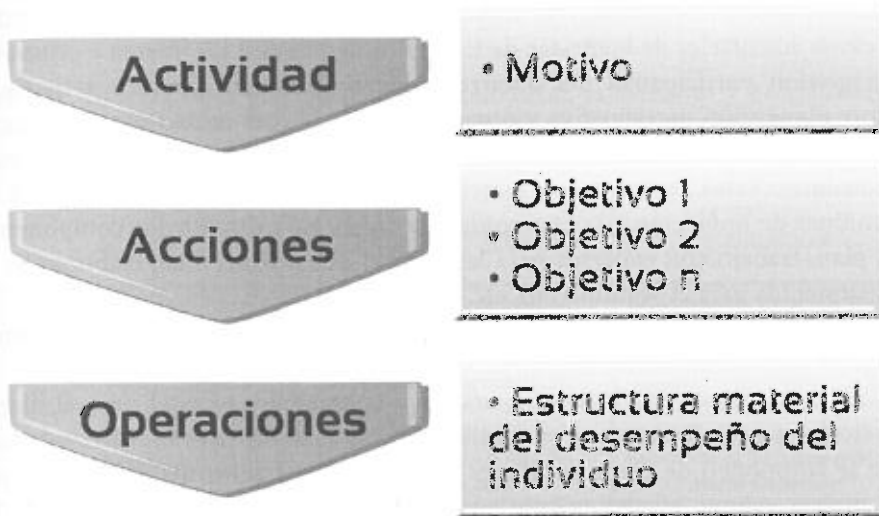 Actividad
• Motivo
Acciones
• Objetivo 1
• Objetivo 2
• Objetivo n
Operaciones
• Estructura material
del desempeño del
individuo